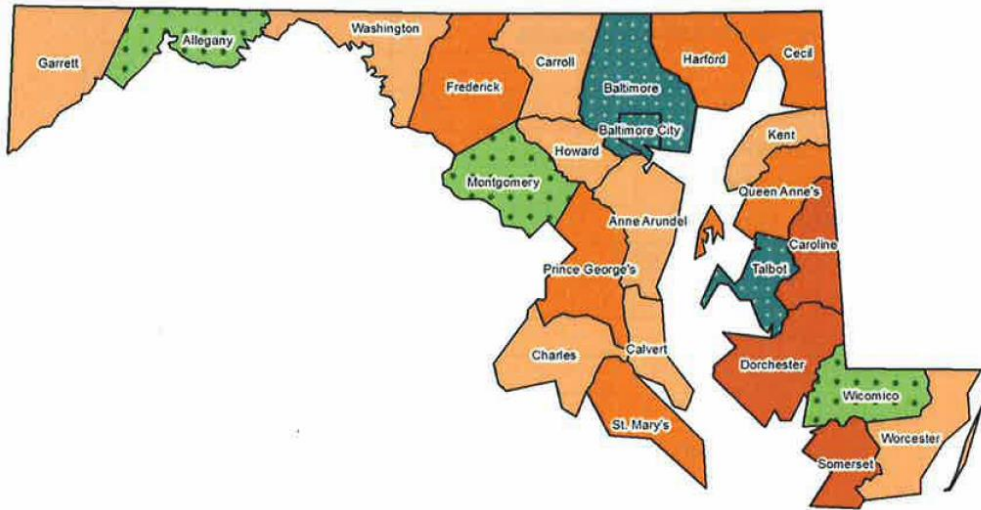 Washington
Allegany
Garrett
Carroll
Harford
Cecil
Frederick
Baltimore
Baltimore City
Kent
Howard
Montgomery
Queen Anne's
Anne Arundel
Caroline
Talbot
Prince George's
Charles
Calvert
Dorchester
Wicomico
St. Mary's
Worcester
Somerset